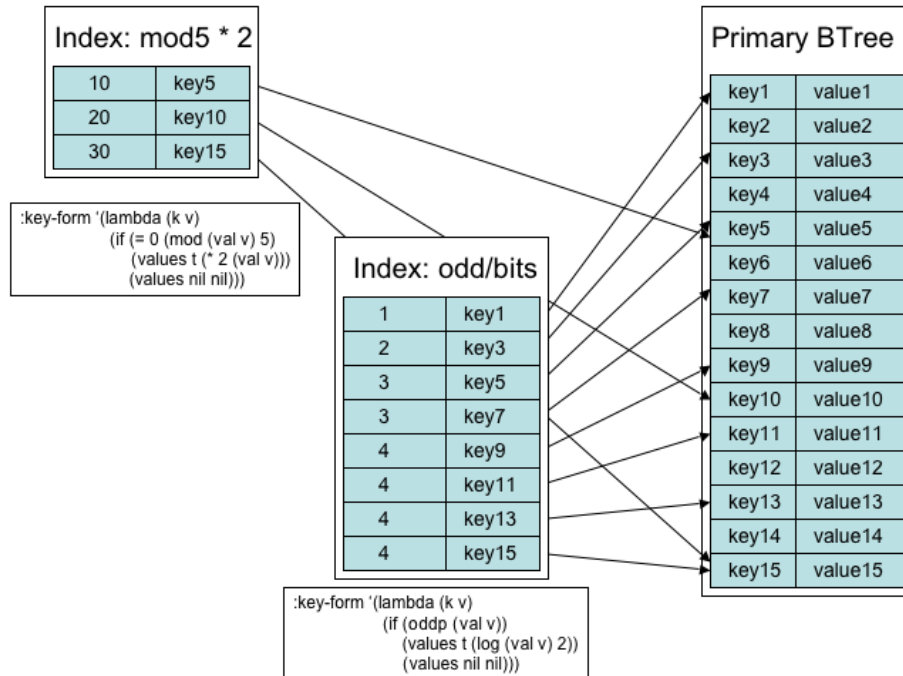 Index: mod5 * 2
10 key5
20 key10
30 key15
:key-form '(lambda (k v)
(if (= 0 (mod (val v) 5)
(values t (* 2 (val v)))
(values nil nil)))
Index: odd/bits
1 key1
2 key3
3 key5
3 key7
4 key9
4 key11
4 key13
4 key15
:key-form '(lambda (k v)
(if (oddp (val v))
(values t (log (val v) 2))
(values nil nil)))
Primary BTree
key1 value1
key2 value2
key3 value3
key4 value4
key5 value5
key6 value6
key7 value7
key8 value8
key9 value9
key10 value10
key11 value11
key12 value12
key13 value13
key14 value14
key15 value15